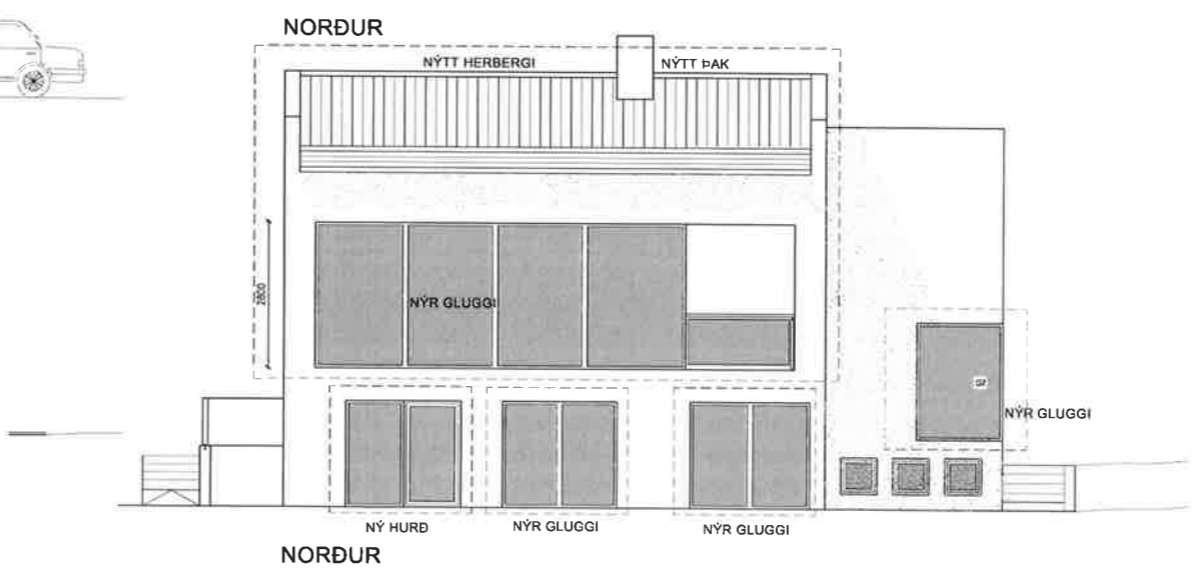 NORÐUR
NÝTT HERBERGI
NÝTT ÞAK
2800
NÝR GLUGGI
NÝR GLUGGI
NÝ HURÐ
NÝR GLUGGI
NÝR GLUGGI
NORÐUR